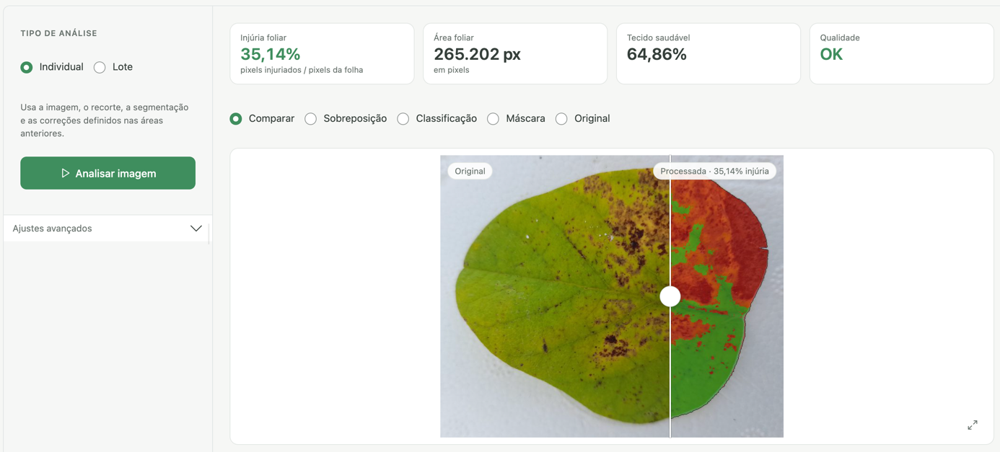 TIPO DE ANÁLISE
Individual
Lote
Usa a imagem, o recorte, a segmentação
e as correções definidos nas áreas
anteriores.
Analisar imagem
Ajustes avançados
Injúria foliar
35,14%
pixels injuriados / pixels da folha
Área foliar
265.202 px
em pixels
Tecido saudável
64,86%
Qualidade
OK
Comparar
Sobreposição
Classificação
Máscara
Original
Original
Processada · 35,14% injúria